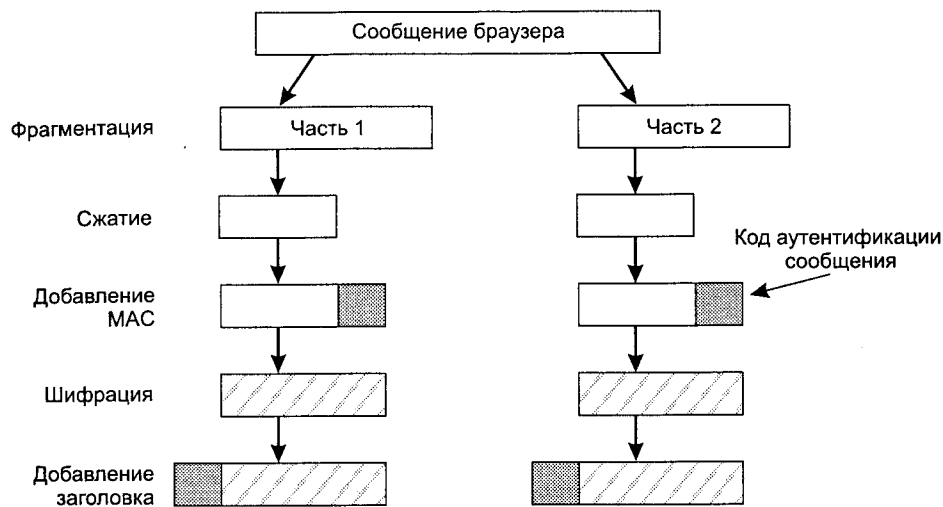 Сообщение браузера
Фрагментация
Часть 1
Часть 2
Сжатие
Код аутентификации
сообщения
Добавление
MAC
Шифрация
Добавление
заголовка